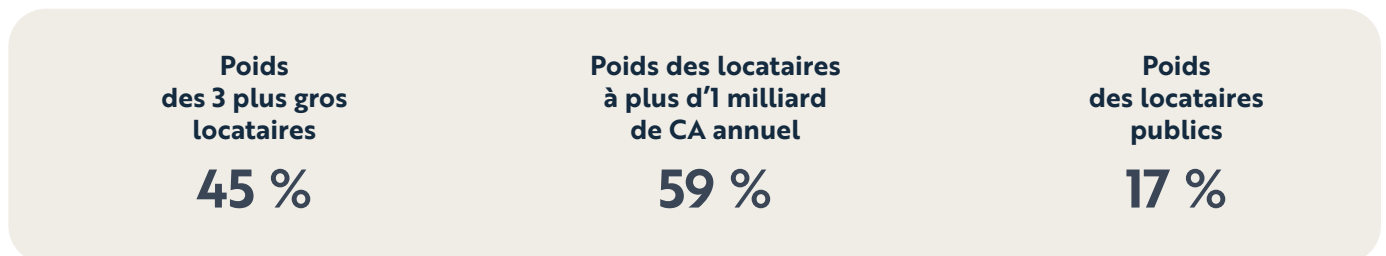 Poids
des 3 plus gros
locataires
45 %
Poids des locataires
à plus d’1 milliard
de CA annuel
59 %
Poids
des locataires
publics
17 %